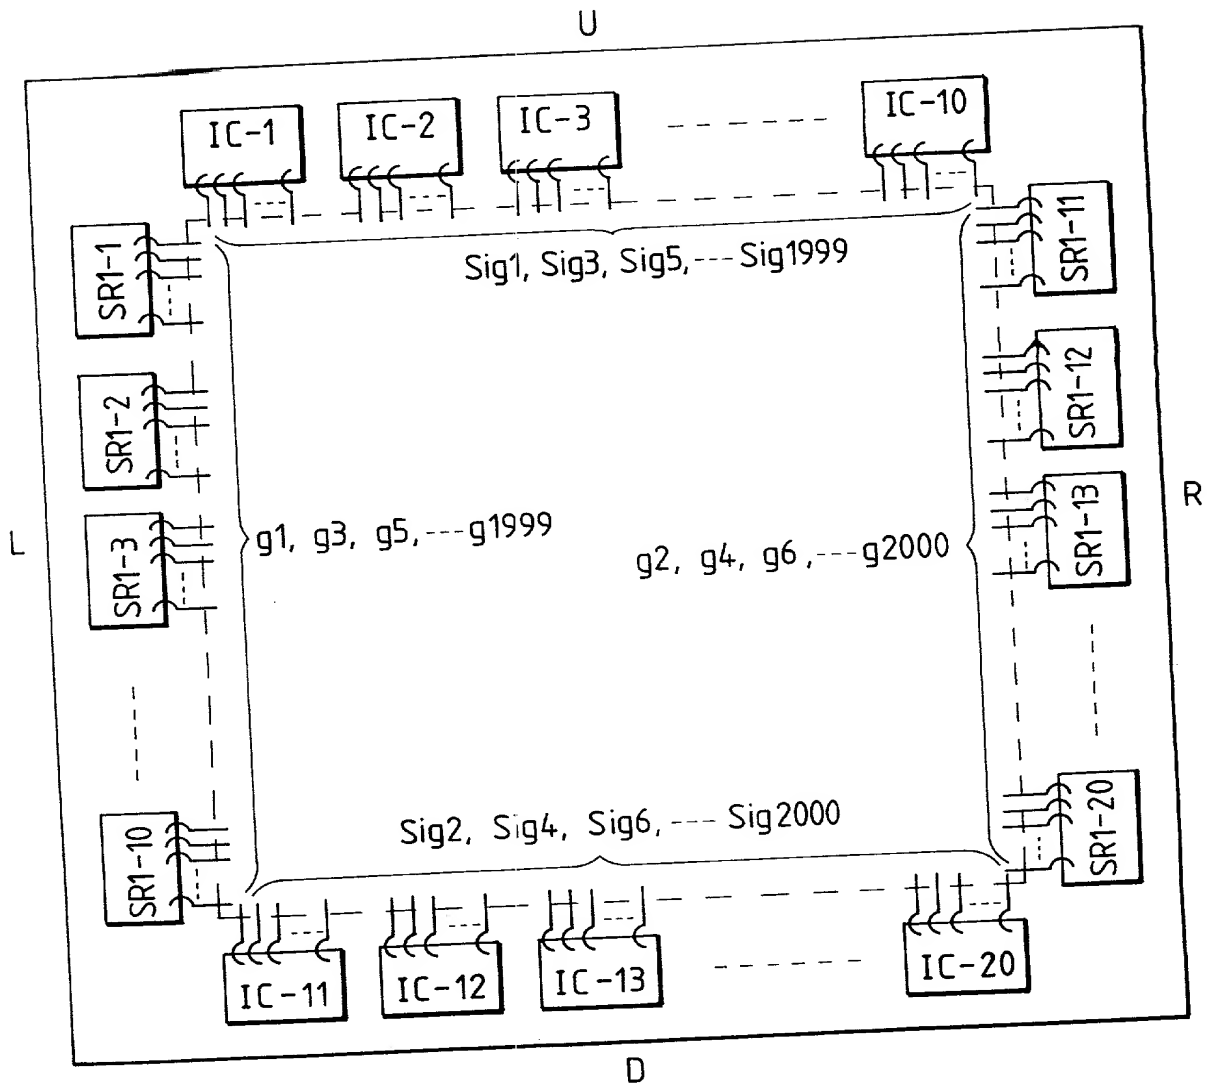 U
IC-1
IC-2
IC-3
IC-10
SR1-1
SR1-11
Sig1, Sig3, Sig5,--- Sig1999
SR1-2
SR1-12
L
SR1-3
g1, g3, g5,---g1999
g2, g4, g6,---g2000
SR1-13
R
SR1-10
Sig2, Sig4, Sig6,--- Sig2000
SR1-20
IC-11
IC-12
IC-13
IC-20
D